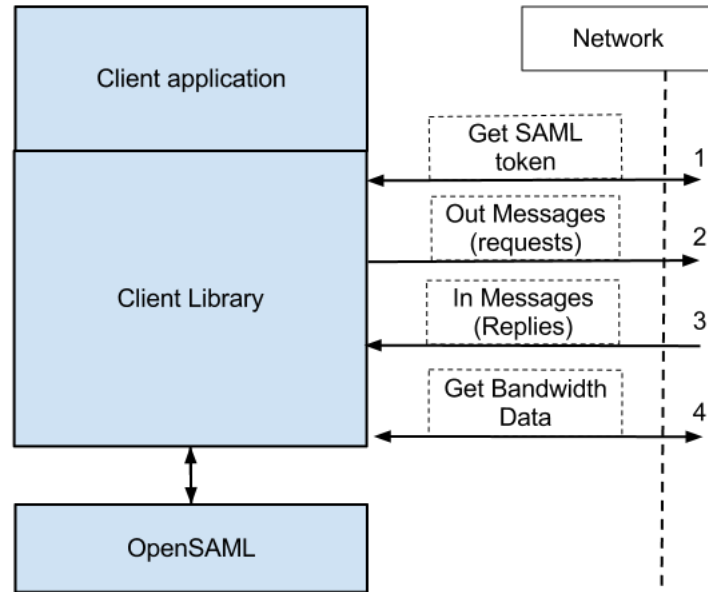 Client application
Network
Get SAML
token
1
Out Messages
(requests)
2
Client Library
In Messages
(Replies)
3
Get Bandwidth
Data
4
OpenSAML